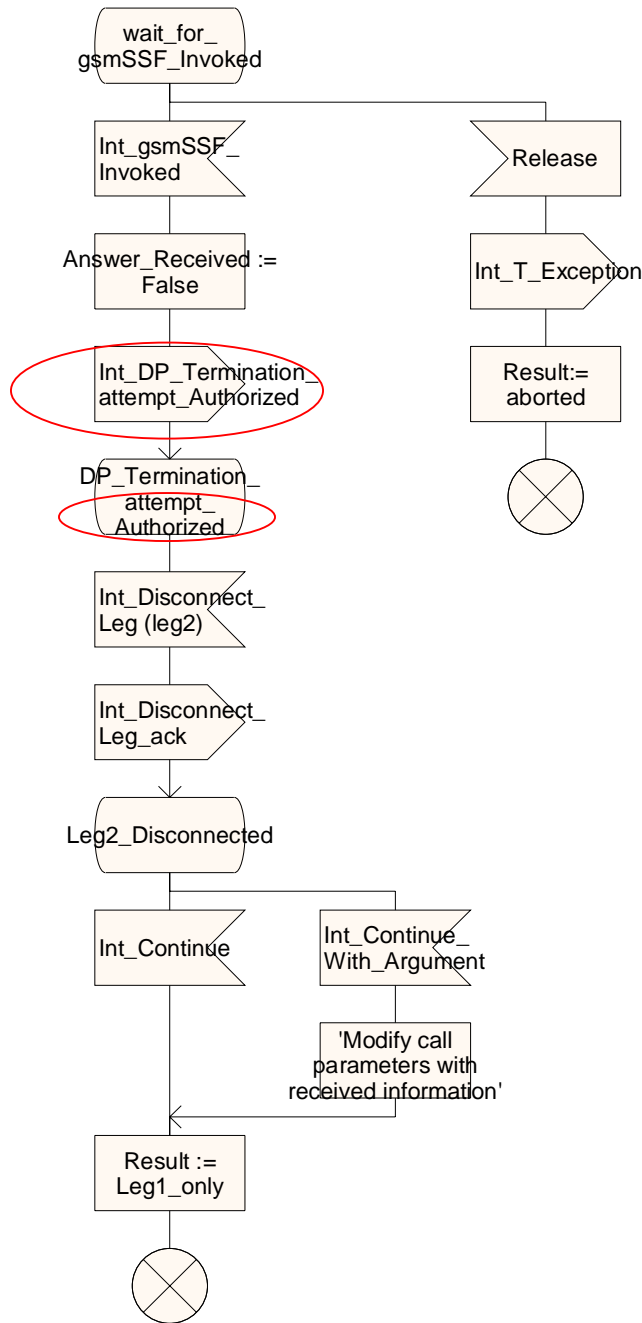 wait_for_
gsmSSF_Invoked
Int_gsmSSF_
Invoked
Release
Answer_Received :=
False
Int_T_Exception
Int_DP_Termination_
attempt_Authorized
Result:=
aborted
DP_Termination_
attempt_
Authorized
Int_Disconnect_
Leg (leg2)
Int_Disconnect_
Leg_ack
Leg2_Disconnected
Int_Continue
Int_Continue_
With_Argument
'Modify call
parameters with
received information'
Result :=
Leg1_only